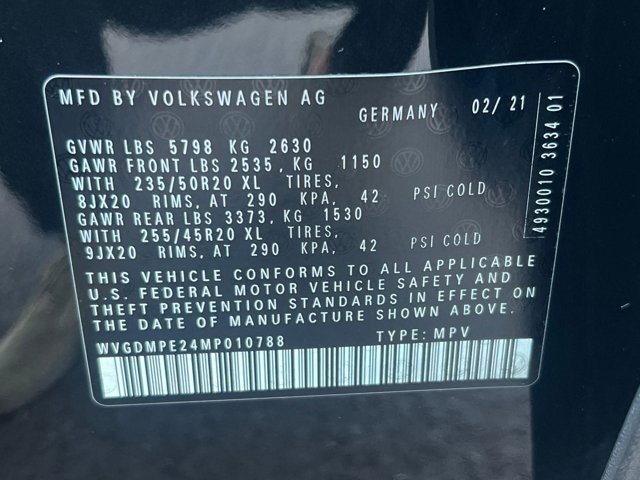 MFD BY VOLKSWAGEN AG GERMANY 02/ 21
GVWR LBS 5798 KG 2630
GAWR FRONT LBS 2535, KG 1150
WITH 235/50R20 XL TIRES,
8JX20 RIMS, AT 290 KPA, 42 PSI COLD
GAWR REAR LBS 3373, KG 1530
WITH 255/45R20 XL TIRES,
9JX20 RIMS, AT 290 KPA, 42 PSI COLD
THIS VEHICLE CONFORMS TO ALL APPLICABLE
U.S. FEDERAL MOTOR VEHICLE SAFETY AND
THEFT PREVENTION STANDARDS IN EFFECT ON
THE DATE OF MANUFACTURE SHOWN ABOVE.
WVGDMPE24MP010788 TYPE: MPV
4930010 3634 01